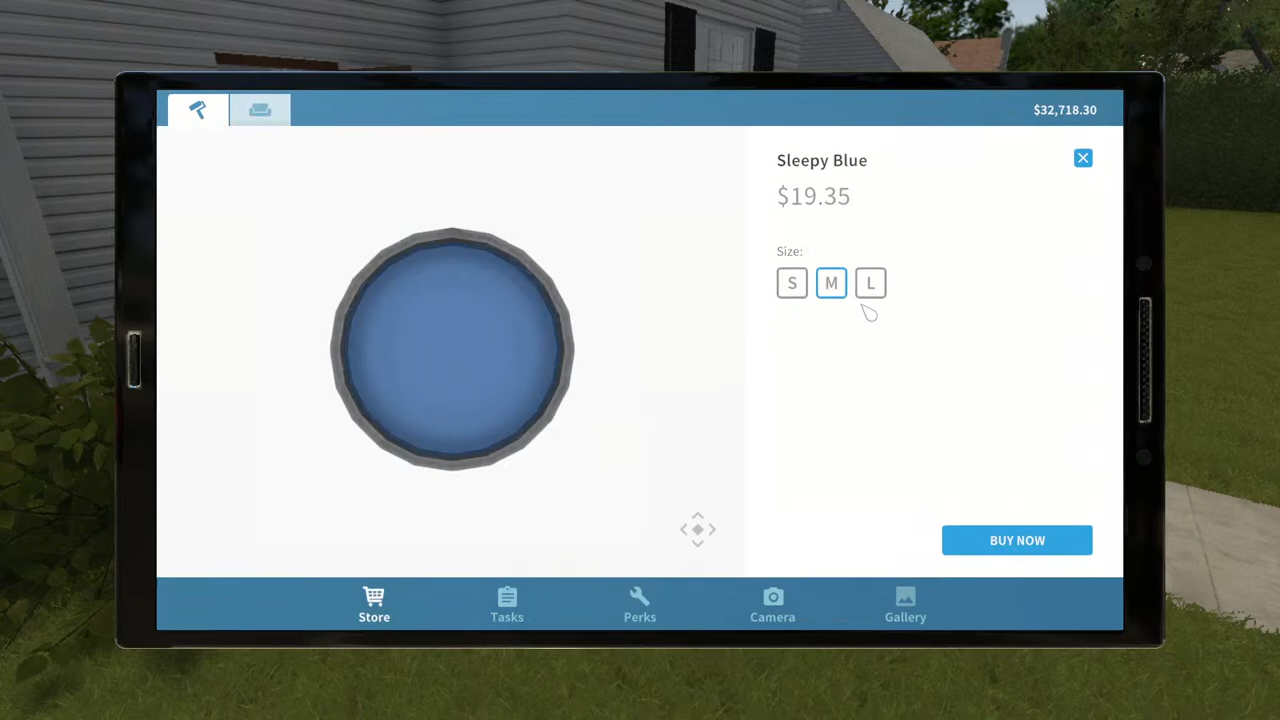 $32,718.30
Sleepy Blue
$19.35
Size:
S M L
BUY NOW
Store Tasks Perks Camera Gallery